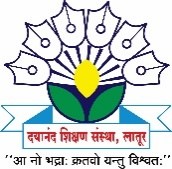 दयानंद शिक्षण संस्था, लातूर
"आ नो भद्रा: क्रतवो यन्तु विश्वत:"